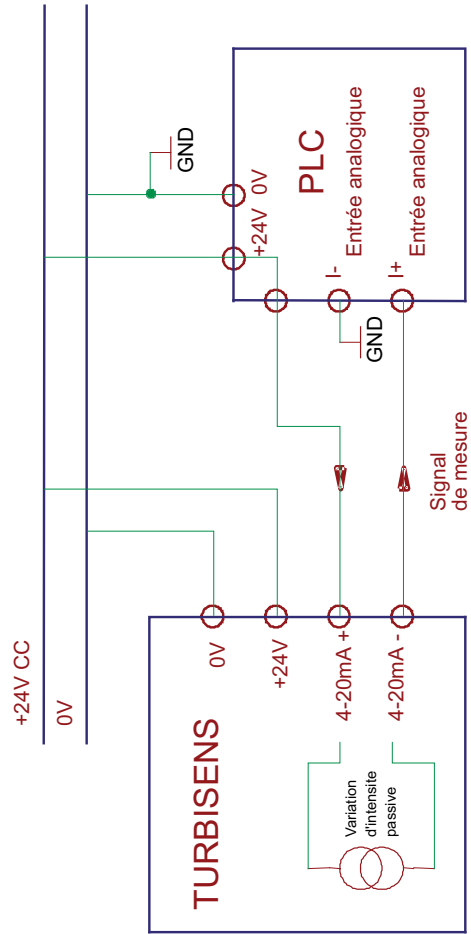 +24V CC
0V
TURBISENS
0V
+24V
4-20mA +
4-20mA -
Variation
d'intensite
passive
Signal
de mesure
GND
+24V
0V
GND
PLC
I-
Entrée analogique
I+
Entrée analogique